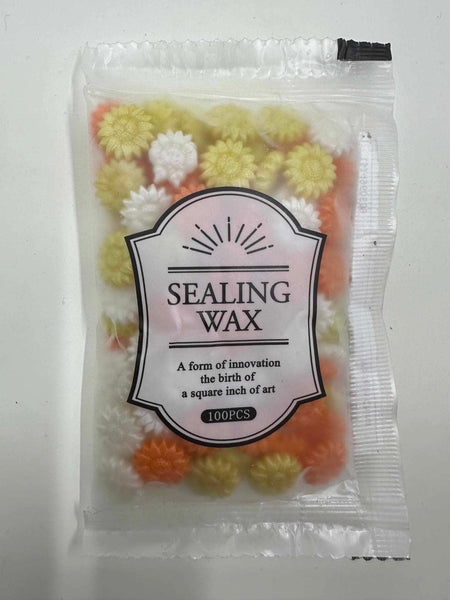 SEALING
WAX
A form of innovation
the birth of
a square inch of art
100PCS